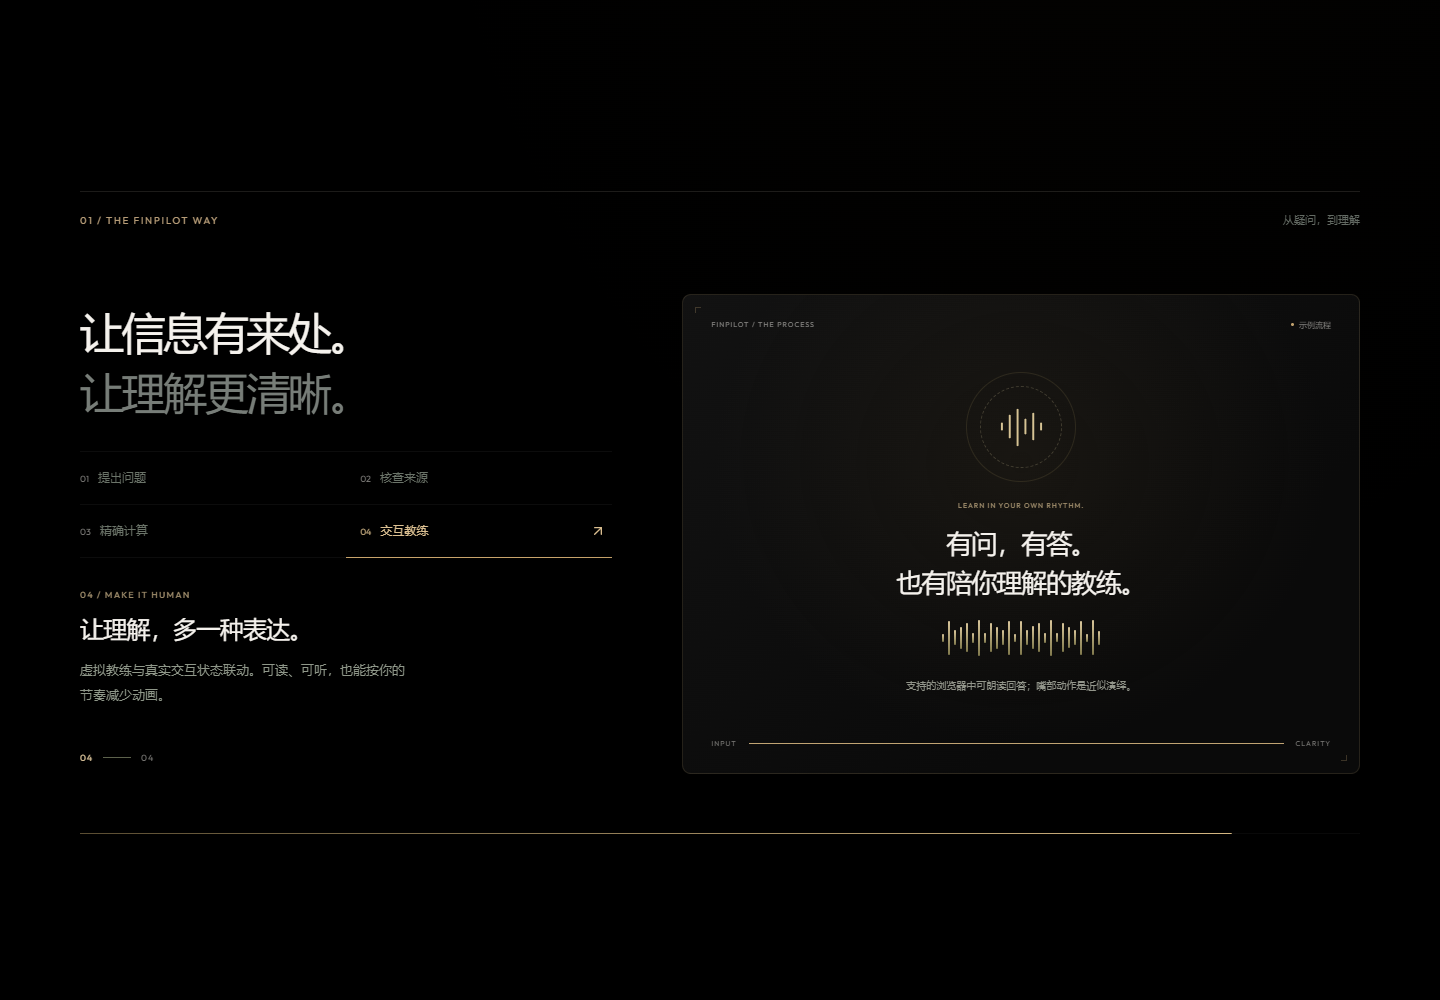 01 / THE FINPILOT WAY
从疑问，到理解
让信息有来处。
让理解更清晰。
01 提出问题
02 核查来源
03 精确计算
04 交互教练
04 / MAKE IT HUMAN
让理解，多一种表达。
虚拟教练与真实交互状态联动。可读、可听，也能按你的
节奏减少动画。
04 04
FINPILOT / THE PROCESS
示例流程
LEARN IN YOUR OWN RHYTHM.
有问，有答。
也有陪你理解的教练。
支持的浏览器中可朗读回答；嘴部动作是近似演绎。
INPUT
CLARITY